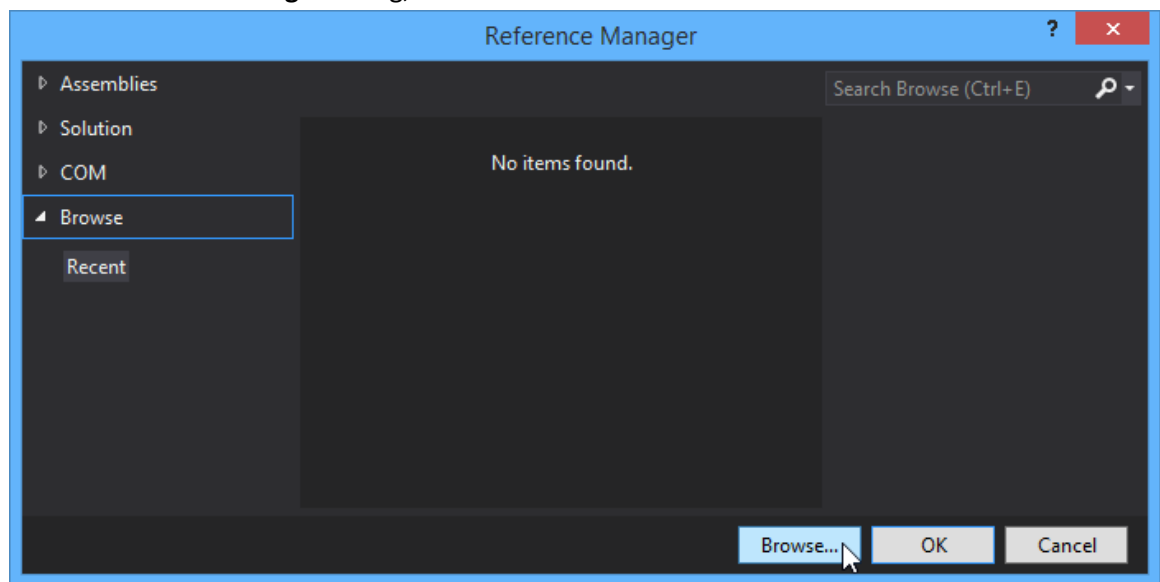 Reference Manager
?
Assemblies
Search Browse (Ctrl+E)
Solution
No items found.
COM
Browse
Recent
Browse...
OK
Cancel